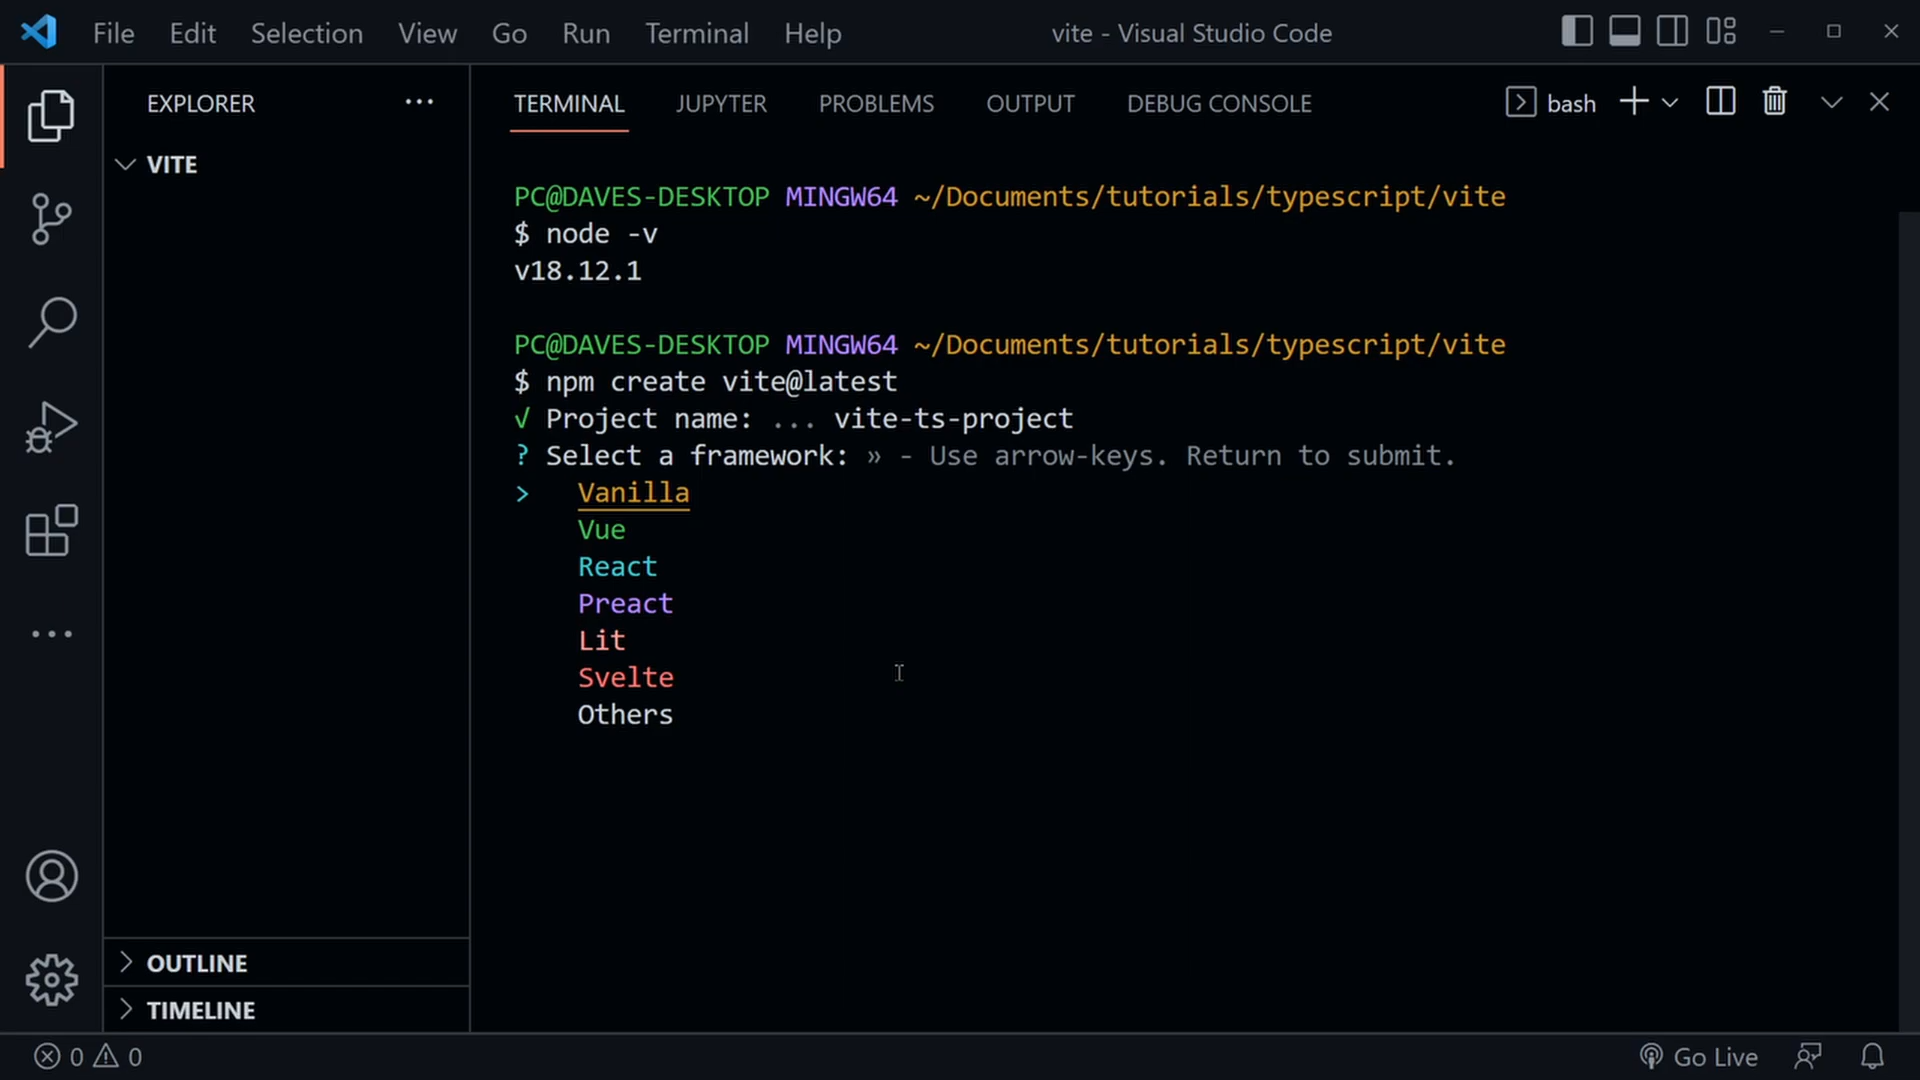 File Edit Selection View Go Run Terminal Help vite - Visual Studio Code
EXPLORER ...
VITE
OUTLINE
TIMELINE
TERMINAL JUPYTER PROBLEMS OUTPUT DEBUG CONSOLE bash
PC@DAVES-DESKTOP MINGW64 ~/Documents/tutorials/typescript/vite
$ node -v
v18.12.1
PC@DAVES-DESKTOP MINGW64 ~/Documents/tutorials/typescript/vite
$ npm create vite@latest
√ Project name: ... vite-ts-project
? Select a framework: » - Use arrow-keys. Return to submit.
> Vanilla
Vue
React
Preact
Lit
Svelte
Others
0 0 Go Live